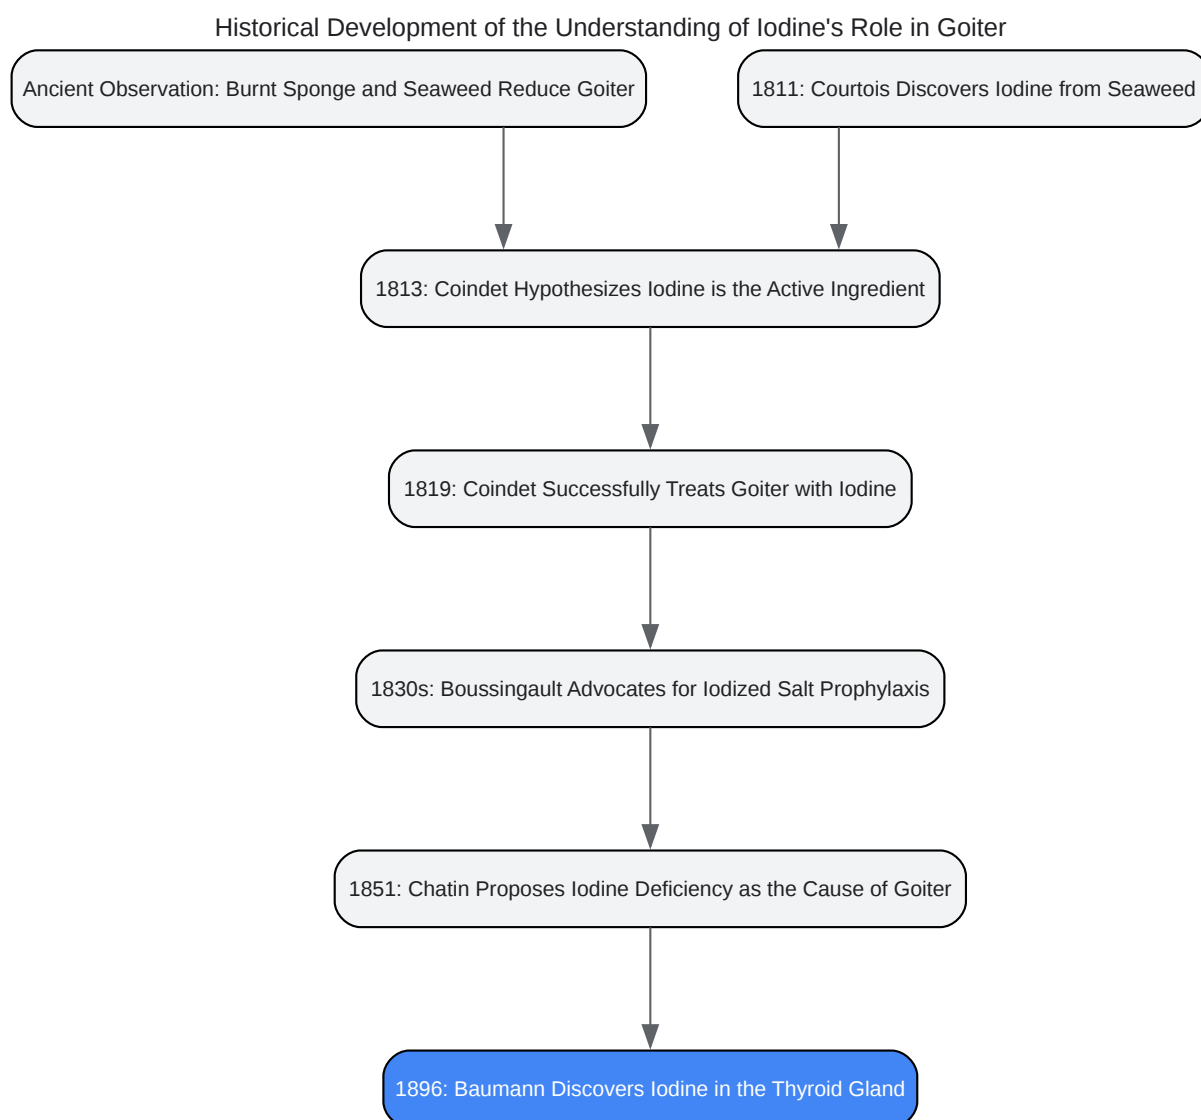 Historical Development of the Understanding of Iodine's Role in Goiter
Ancient Observation: Burnt Sponge and Seaweed Reduce Goiter
1811: Courtois Discovers Iodine from Seaweed
1813: Coindet Hypothesizes Iodine is the Active Ingredient
1819: Coindet Successfully Treats Goiter with Iodine
1830s: Boussingault Advocates for Iodized Salt Prophylaxis
1851: Chatin Proposes Iodine Deficiency as the Cause of Goiter
1896: Baumann Discovers Iodine in the Thyroid Gland